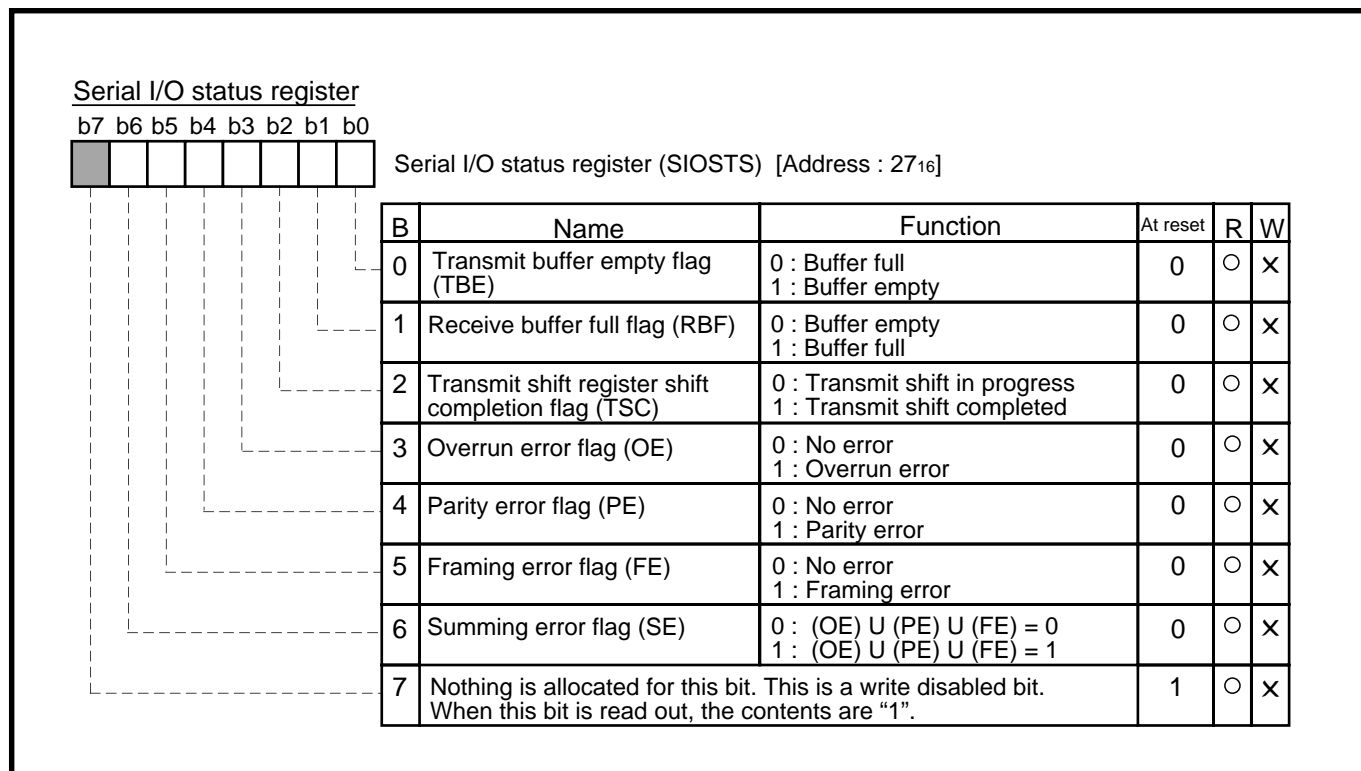 Serial I/O status register
b7 b6 b5 b4 b3 b2 b1 b0
Serial I/O status register (SIOSTS) [Address : 2716]
B Name Function At reset R W
0 Transmit buffer empty flag (TBE) 0 : Buffer full 0 ○ ×
1 : Buffer empty
1 Receive buffer full flag (RBF) 0 : Buffer empty 0 ○ ×
1 : Buffer full
2 Transmit shift register shift completion flag (TSC) 0 : Transmit shift in progress 0 ○ ×
1 : Transmit shift completed
3 Overrun error flag (OE) 0 : No error 0 ○ ×
1 : Overrun error
4 Parity error flag (PE) 0 : No error 0 ○ ×
1 : Parity error
5 Framing error flag (FE) 0 : No error 0 ○ ×
1 : Framing error
6 Summing error flag (SE) 0 : (OE) U (PE) U (FE) = 0 0 ○ ×
1 : (OE) U (PE) U (FE) = 1
7 Nothing is allocated for this bit. This is a write disabled bit. 1 ○ ×
When this bit is read out, the contents are “1”.